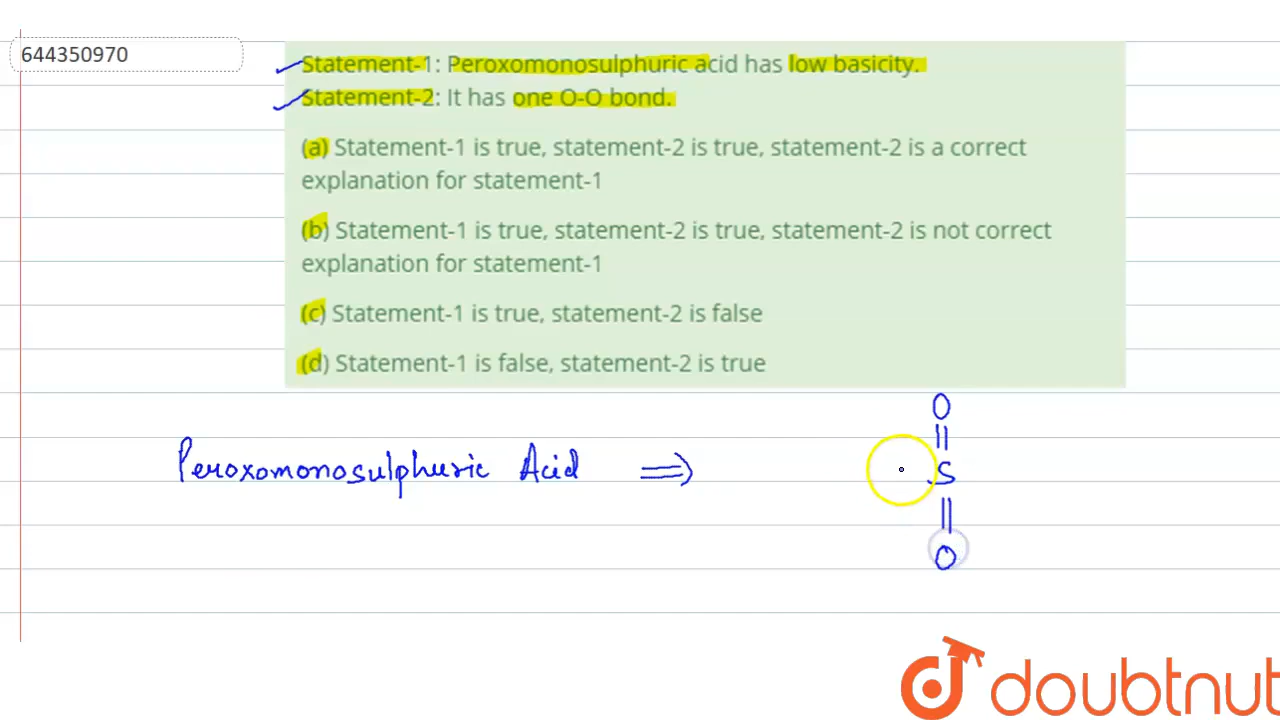 644350970
Statement-1: Peroxomonosulphuric acid has low basicity.
Statement-2: It has one O-O bond.
(a) Statement-1 is true, statement-2 is true, statement-2 is a correct
explanation for statement-1
(b) Statement-1 is true, statement-2 is true, statement-2 is not correct
explanation for statement-1
(c) Statement-1 is true, statement-2 is false
(d) Statement-1 is false, statement-2 is true
O
||
Peroxomonosulphuric Acid ⇒ S
||
O
doubtnut